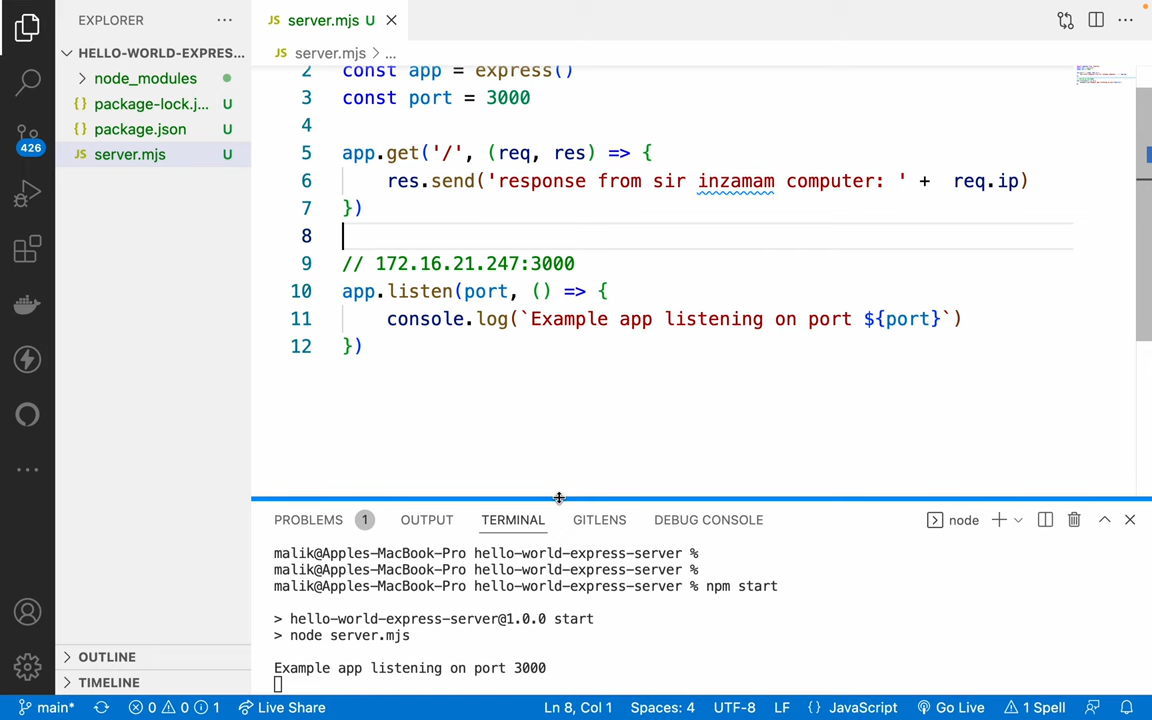 EXPLORER
JS server.mjs U
HELLO-WORLD-EXPRES...
JS server.mjs > ...
node_modules
{} package-lock.j... U
{} package.json U
JS server.mjs U
426
2 const app = express()
3 const port = 3000
4
5 app.get('/', (req, res) => {
6 res.send('response from sir inzamam computer: ' +  req.ip)
7 })
8
9 // 172.16.21.247:3000
10 app.listen(port, () => {
11 console.log(`Example app listening on port ${port}`)
12 })
PROBLEMS 1 OUTPUT TERMINAL GITLENS DEBUG CONSOLE node
malik@Apples-MacBook-Pro hello-world-express-server %
malik@Apples-MacBook-Pro hello-world-express-server %
malik@Apples-MacBook-Pro hello-world-express-server % npm start
> hello-world-express-server@1.0.0 start
> node server.mjs
Example app listening on port 3000
OUTLINE
TIMELINE
main* 0 0 1 Live Share Ln 8, Col 1 Spaces: 4 UTF-8 LF {} JavaScript Go Live 1 Spell